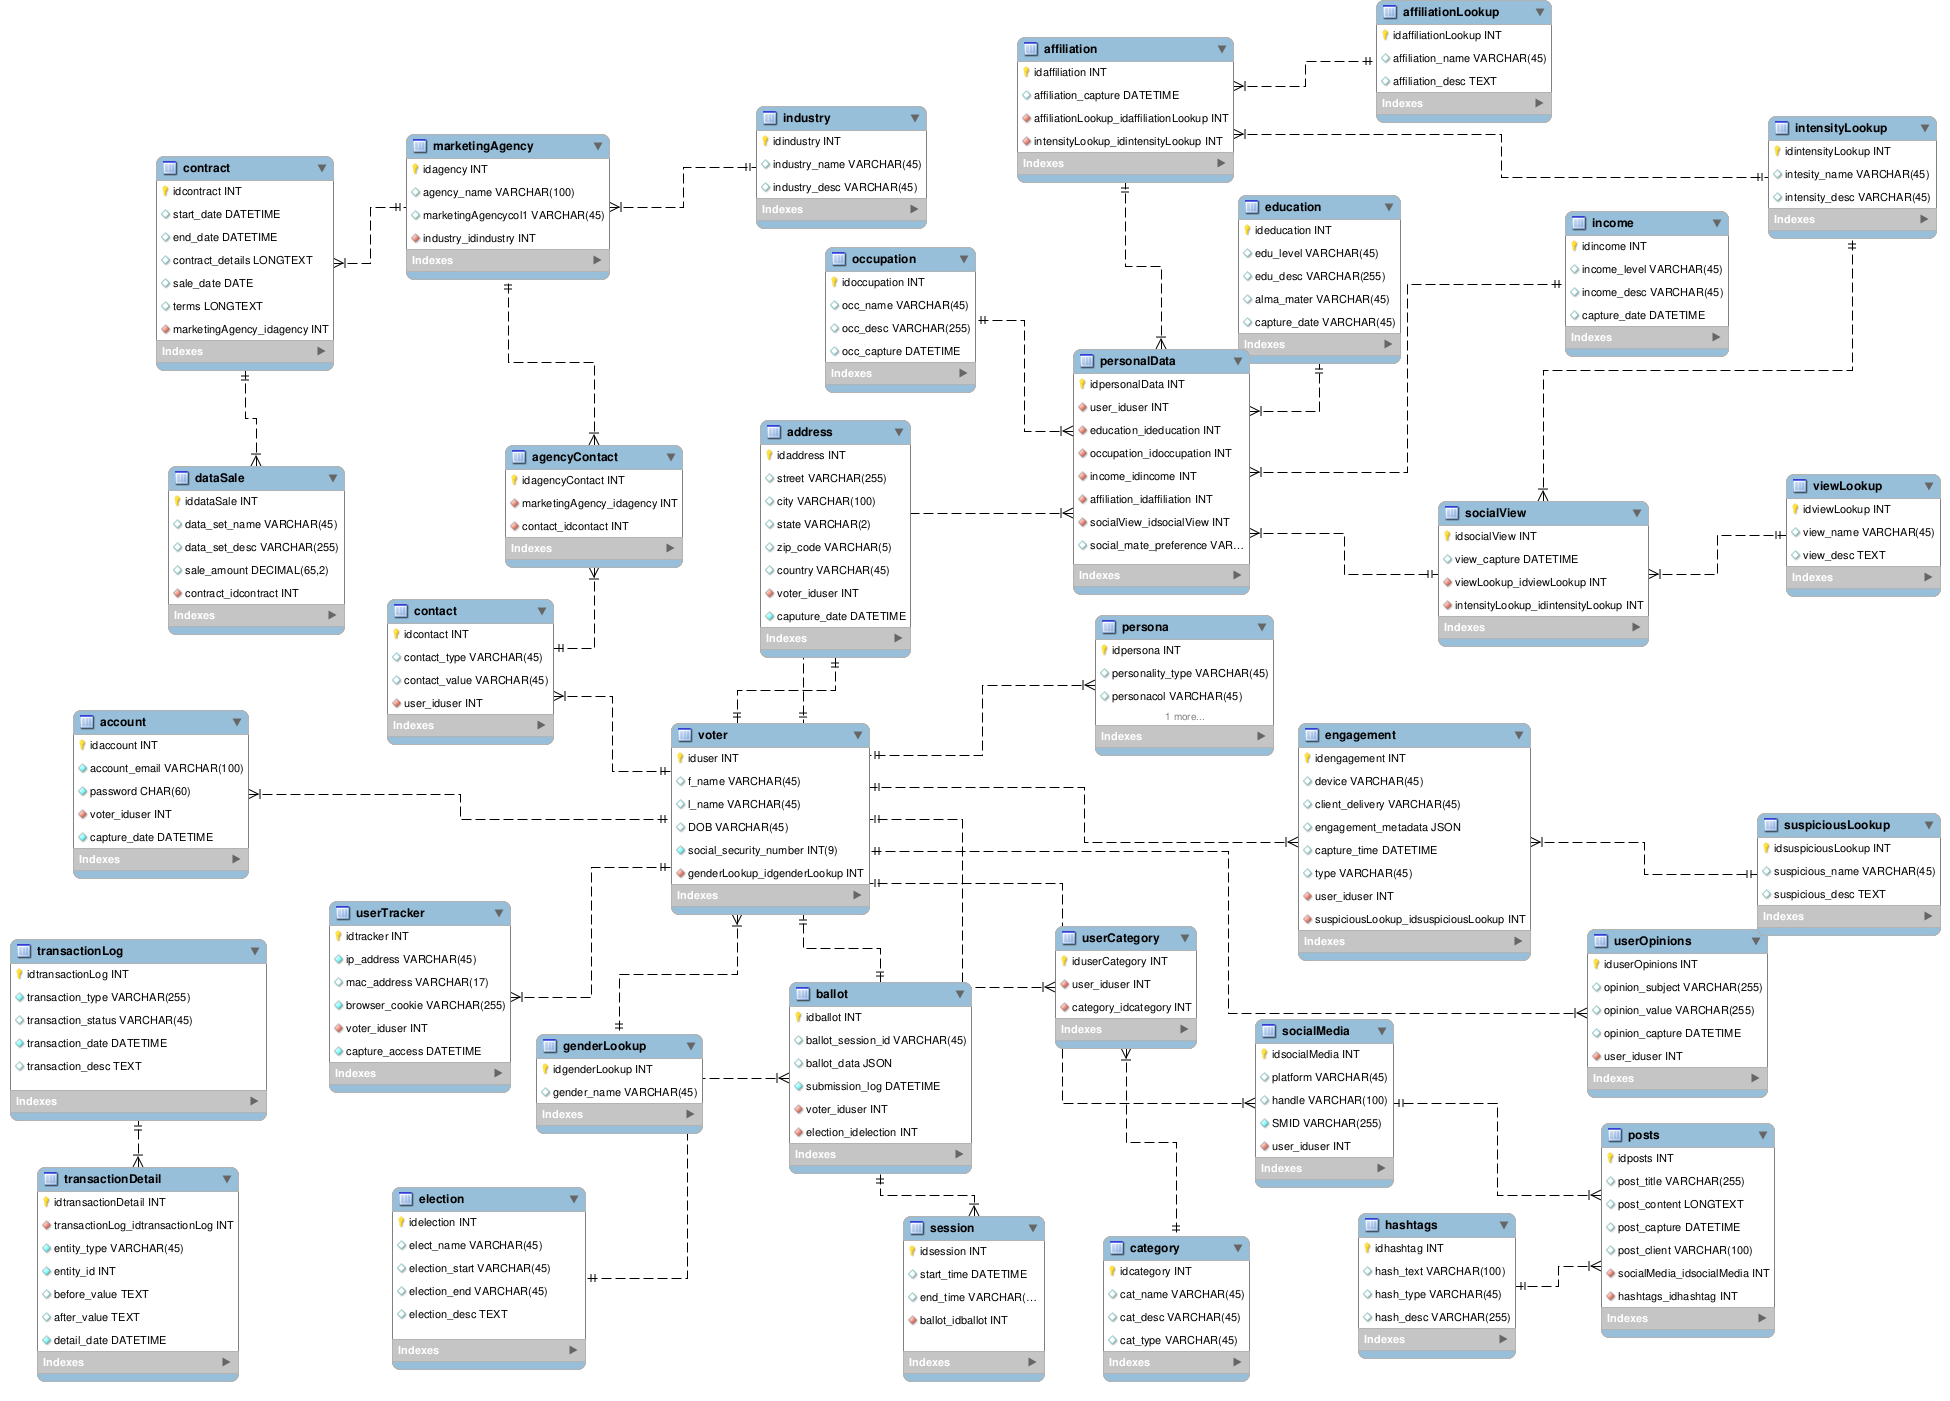 affiliationLookup
idaffiliationLookup INT
affiliation_name VARCHAR(45)
affiliation_desc TEXT
Indexes
affiliation
idaffiliation INT
affiliation_capture DATETIME
affiliationLookup_idaffiliationLookup INT
intensityLookup_idintensityLookup INT
Indexes
intensityLookup
idintensityLookup INT
intesity_name VARCHAR(45)
intensity_desc VARCHAR(45)
Indexes
industry
idindustry INT
industry_name VARCHAR(45)
industry_desc VARCHAR(45)
Indexes
marketingAgency
idagency INT
agency_name VARCHAR(100)
marketingAgencycol1 VARCHAR(45)
industry_idindustry INT
Indexes
contract
idcontract INT
start_date DATETIME
end_date DATETIME
contract_details LONGTEXT
sale_date DATE
terms LONGTEXT
marketingAgency_idagency INT
Indexes
education
ideducation INT
edu_level VARCHAR(45)
edu_desc VARCHAR(255)
alma_mater VARCHAR(45)
capture_date VARCHAR(45)
Indexes
income
idincome INT
income_level VARCHAR(45)
income_desc VARCHAR(45)
capture_date DATETIME
Indexes
occupation
idoccupation INT
occ_name VARCHAR(45)
occ_desc VARCHAR(255)
occ_capture DATETIME
Indexes
personalData
idpersonalData INT
user_iduser INT
education_ideducation INT
occupation_idoccupation INT
income_idincome INT
affiliation_idaffiliation INT
socialView_idsocialView INT
social_mate_preference VAR...
Indexes
address
idaddress INT
street VARCHAR(255)
city VARCHAR(100)
state VARCHAR(2)
zip_code VARCHAR(5)
country VARCHAR(45)
voter_iduser INT
caputure_date DATETIME
Indexes
agencyContact
idagencyContact INT
marketingAgency_idagency INT
contact_idcontact INT
Indexes
dataSale
iddataSale INT
data_set_name VARCHAR(45)
data_set_desc VARCHAR(255)
sale_amount DECIMAL(65,2)
contract_idcontract INT
Indexes
viewLookup
idviewLookup INT
view_name VARCHAR(45)
view_desc TEXT
Indexes
socialView
idsocialView INT
view_capture DATETIME
viewLookup_idviewLookup INT
intensityLookup_idintensityLookup INT
Indexes
contact
idcontact INT
contact_type VARCHAR(45)
contact_value VARCHAR(45)
user_iduser INT
Indexes
persona
idpersona INT
personality_type VARCHAR(45)
personacol VARCHAR(45)
1 more...
Indexes
account
idaccount INT
account_email VARCHAR(100)
password CHAR(60)
voter_iduser INT
capture_date DATETIME
Indexes
voter
iduser INT
f_name VARCHAR(45)
l_name VARCHAR(45)
DOB VARCHAR(45)
social_security_number INT(9)
genderLookup_idgenderLookup INT
Indexes
engagement
idengagement INT
device VARCHAR(45)
client_delivery VARCHAR(45)
engagement_metadata JSON
capture_time DATETIME
type VARCHAR(45)
user_iduser INT
suspiciousLookup_idsuspiciousLookup INT
Indexes
suspiciousLookup
idsuspiciousLookup INT
suspicious_name VARCHAR(45)
suspicious_desc TEXT
Indexes
userTracker
idtracker INT
ip_address VARCHAR(45)
mac_address VARCHAR(17)
browser_cookie VARCHAR(255)
voter_iduser INT
capture_access DATETIME
Indexes
userCategory
iduserCategory INT
user_iduser INT
category_idcategory INT
Indexes
userOpinions
iduserOpinions INT
opinion_subject VARCHAR(255)
opinion_value VARCHAR(255)
opinion_capture DATETIME
user_iduser INT
Indexes
transactionLog
idtransactionLog INT
transaction_type VARCHAR(255)
transaction_status VARCHAR(45)
transaction_date DATETIME
transaction_desc TEXT
Indexes
ballot
idballot INT
ballot_session_id VARCHAR(45)
ballot_data JSON
submission_log DATETIME
voter_iduser INT
election_idelection INT
Indexes
genderLookup
idgenderLookup INT
gender_name VARCHAR(45)
Indexes
socialMedia
idsocialMedia INT
platform VARCHAR(45)
handle VARCHAR(100)
SMID VARCHAR(255)
user_iduser INT
Indexes
posts
idposts INT
post_title VARCHAR(255)
post_content LONGTEXT
post_capture DATETIME
post_client VARCHAR(100)
socialMedia_idsocialMedia INT
hashtags_idhashtag INT
Indexes
transactionDetail
idtransactionDetail INT
transactionLog_idtransactionLog INT
entity_type VARCHAR(45)
entity_id INT
before_value TEXT
after_value TEXT
detail_date DATETIME
Indexes
election
idelection INT
elect_name VARCHAR(45)
election_start VARCHAR(45)
election_end VARCHAR(45)
election_desc TEXT
Indexes
session
idsession INT
start_time DATETIME
end_time VARCHAR(...
ballot_idballot INT
Indexes
category
idcategory INT
cat_name VARCHAR(45)
cat_desc VARCHAR(45)
cat_type VARCHAR(45)
Indexes
hashtags
idhashtag INT
hash_text VARCHAR(100)
hash_type VARCHAR(45)
hash_desc VARCHAR(255)
Indexes